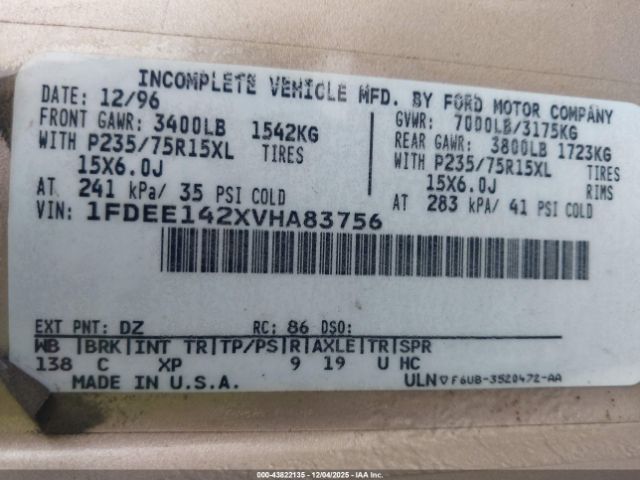 INCOMPLETE VEHICLE MFD. BY FORD MOTOR COMPANY
DATE: 12/96 GVWR: 7000LB/3175KG
FRONT GAWR: 3400LB 1542KG REAR GAWR: 3800LB 1723KG
WITH P235/75R15XL TIRES WITH P235/75R15XL TIRES
15X6.0J 15X6.0J RIMS
AT 241 kPa/ 35 PSI COLD AT 283 kPa/ 41 PSI COLD
VIN: 1FDEE142XVHA83756
EXT PNT: DZ RC: 86 DSO:
WB |BRK|INT TR|TP/PS|R|AXLE|TR|SPR
138 C XP 9 19 U HC
MADE IN U.S.A. ULN F6UB-3520472-AA
000-43822135 - 12/04/2025 - IAA Inc.